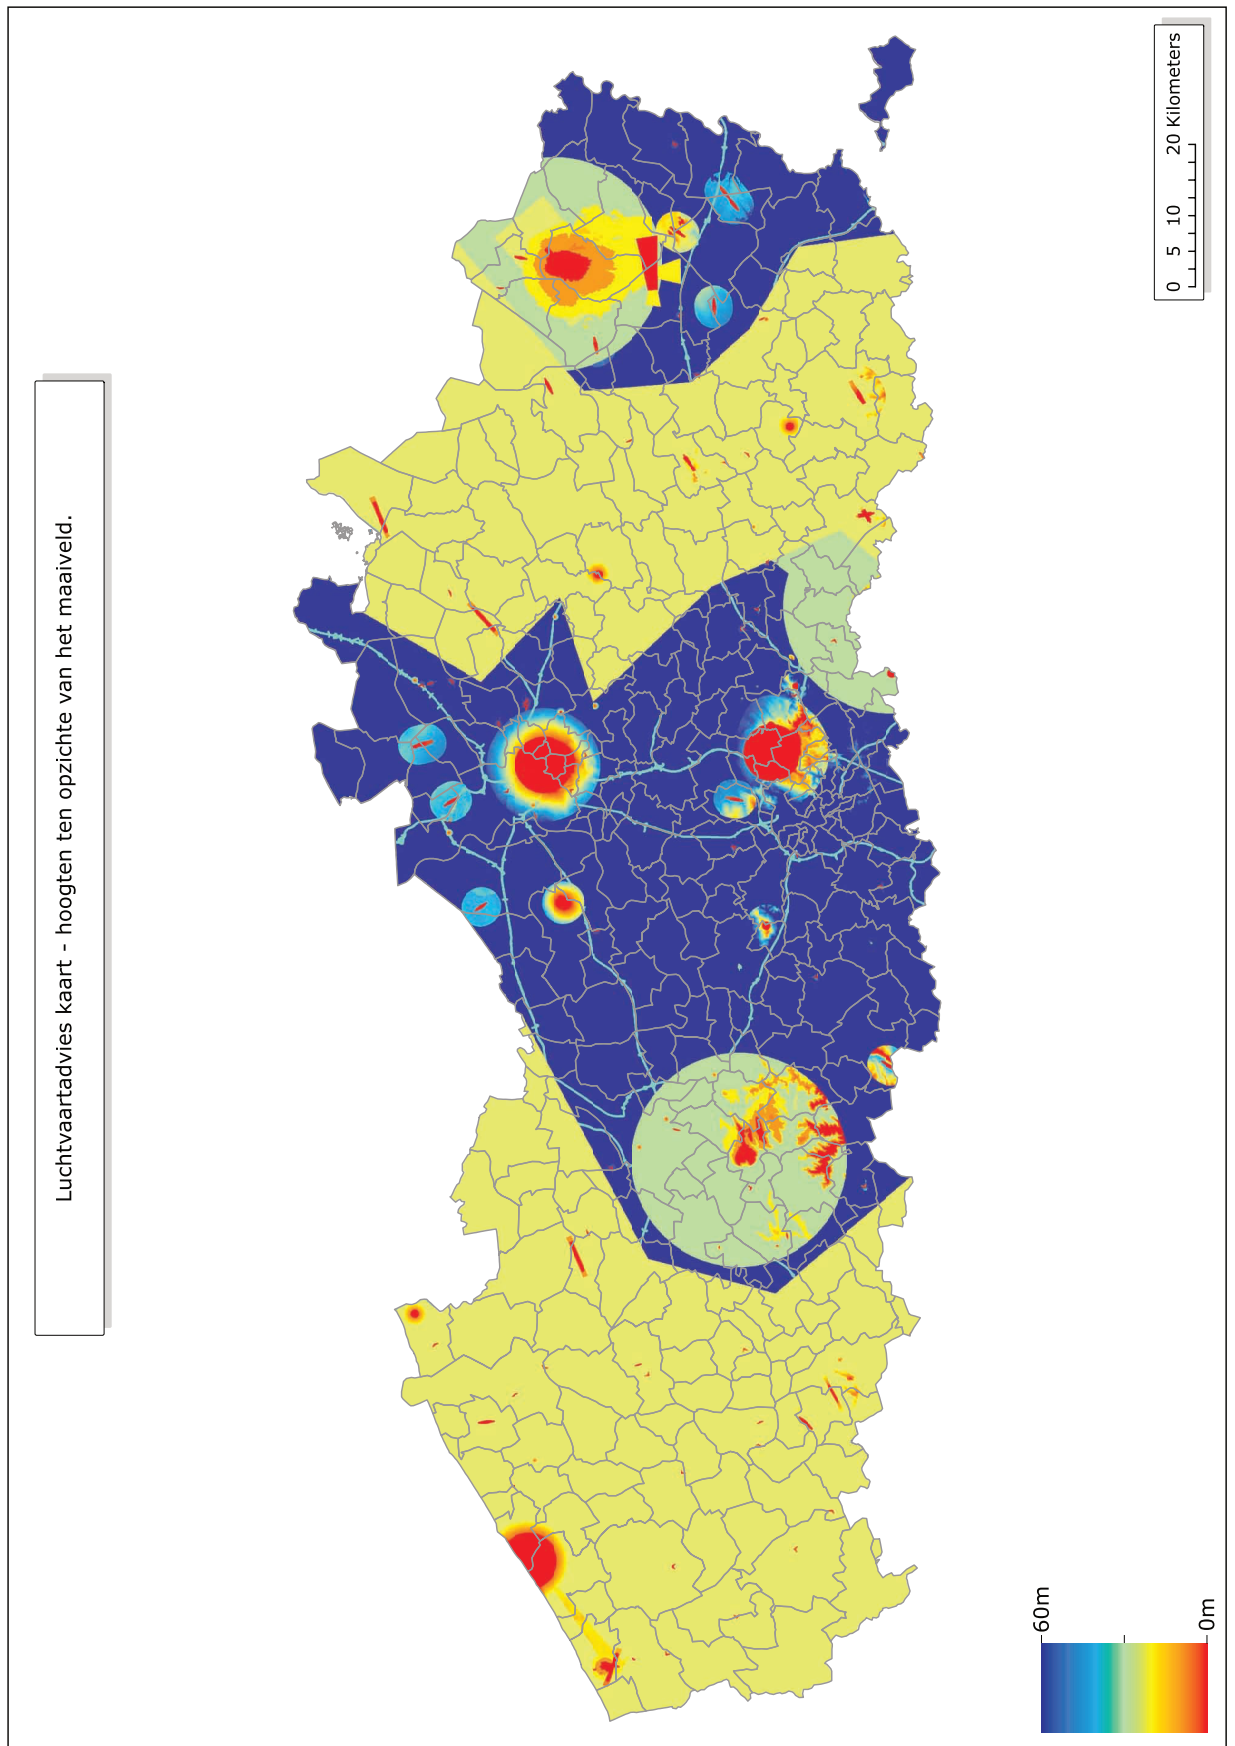 Luchtvaartadvies kaart - hoogten ten opzichte van het maaiveld.
0 5 10 20 Kilometers
60m
0m